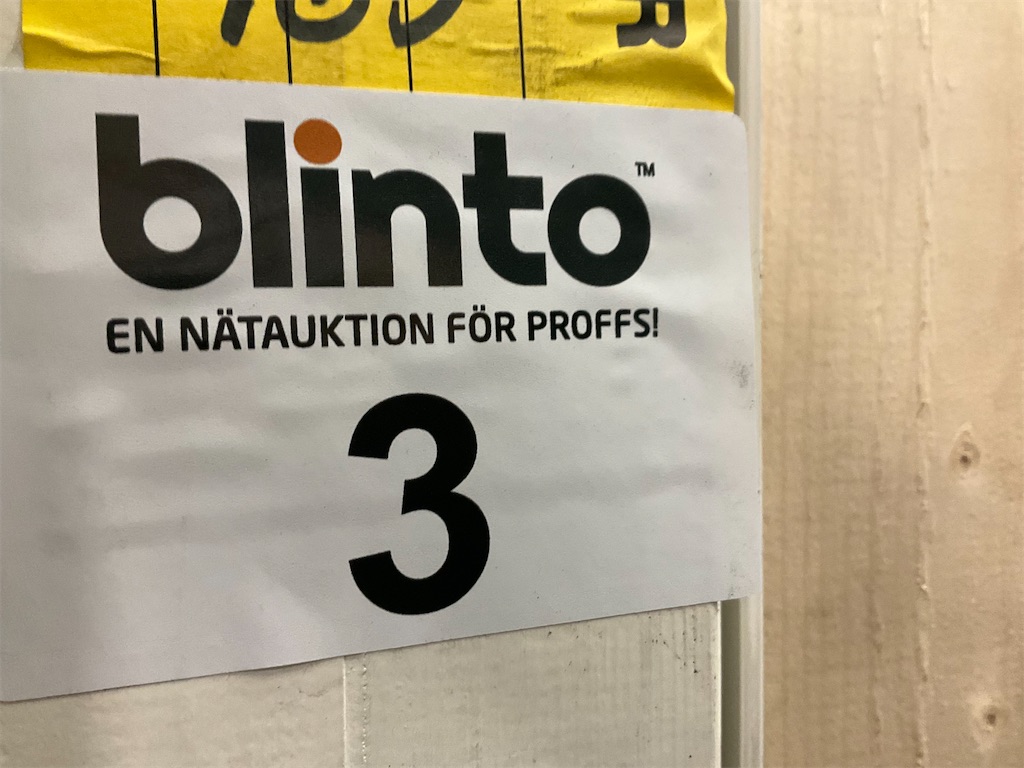 blinto™
EN NÄTAUKTION FÖR PROFFS!
3